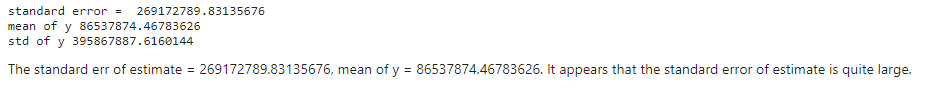 standard error =  269172789.83135676
mean of y 86537874.46783626
std of y 395867887.6160144
The standard err of estimate = 269172789.83135676, mean of y = 86537874.46783626. It appears that the standard error of estimate is quite large.